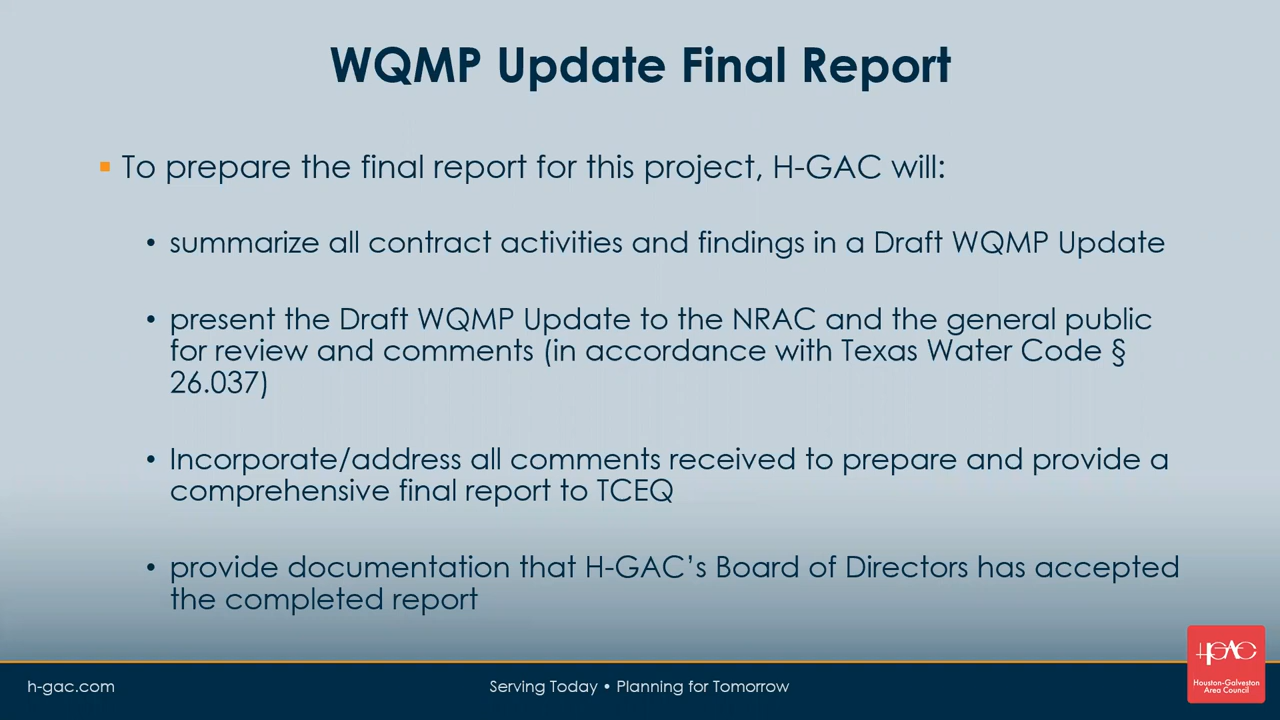 WQMP Update Final Report
▪ To prepare the final report for this project, H-GAC will:
• summarize all contract activities and findings in a Draft WQMP Update
• present the Draft WQMP Update to the NRAC and the general public
for review and comments (in accordance with Texas Water Code §
26.037)
• Incorporate/address all comments received to prepare and provide a
comprehensive final report to TCEQ
• provide documentation that H-GAC’s Board of Directors has accepted
the completed report
h-gac.com
Serving Today • Planning for Tomorrow
HGAC
Houston-Galveston
Area Council